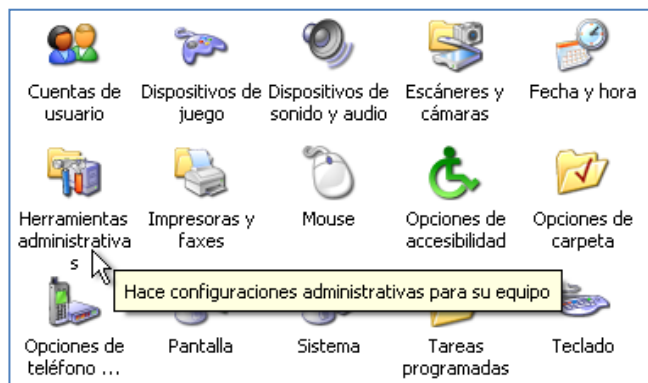 Cuentas de usuario
Dispositivos de juego
Dispositivos de sonido y audio
Escáneres y cámaras
Fecha y hora
Herramientas administrativas
Impresoras y faxes
Mouse
Opciones de accesibilidad
Opciones de carpeta
Hace configuraciones administrativas para su equipo
Opciones de teléfono ...
Pantalla
Sistema
Tareas programadas
Teclado